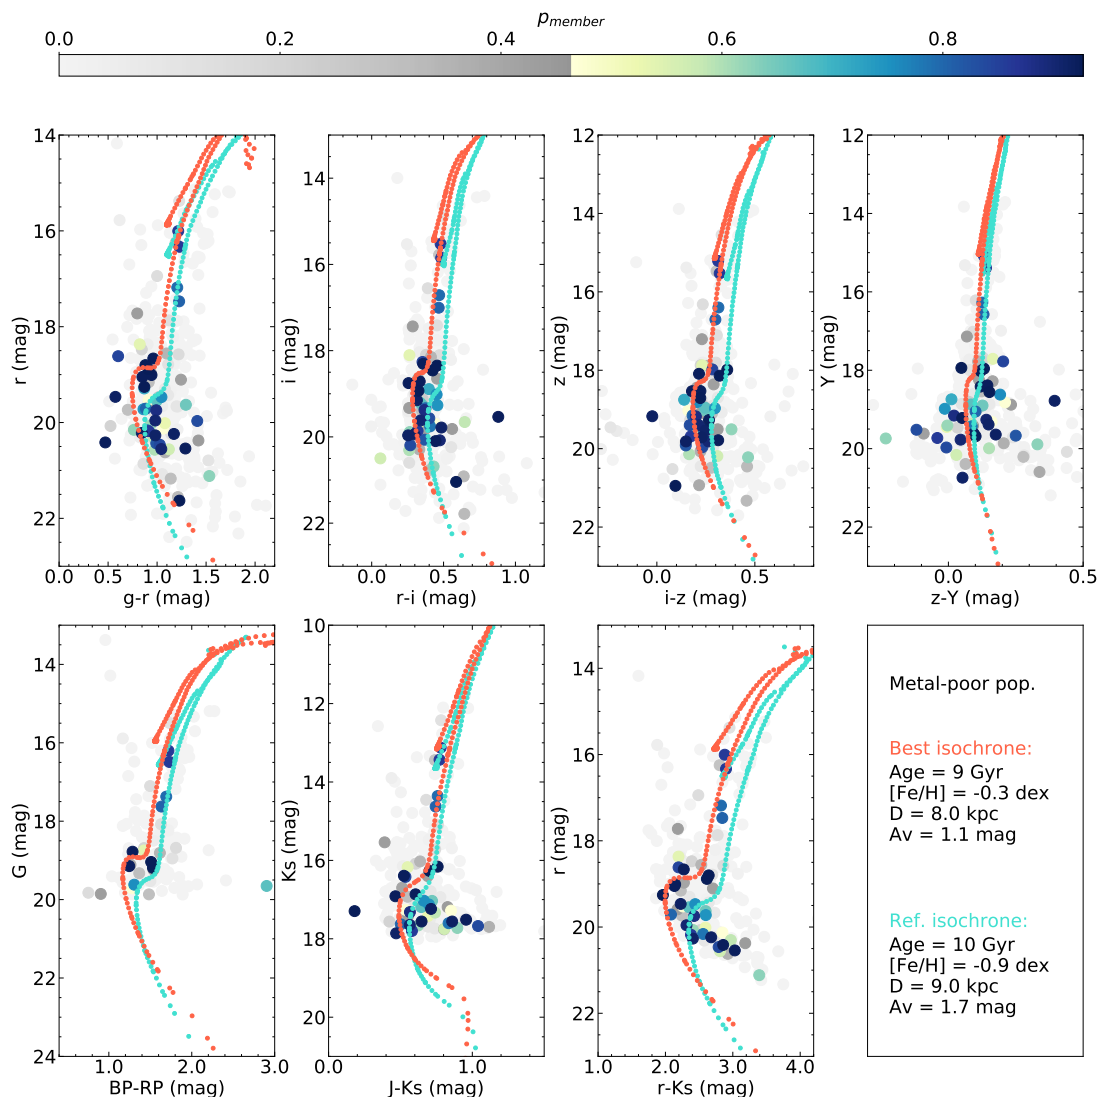 p_member
0.0 0.2 0.4 0.6 0.8
14 16 18 20 22
r (mag)
0.0 0.5 1.0 1.5 2.0
g-r (mag)
14 16 18 20 22
i (mag)
0.0 0.5 1.0
r-i (mag)
12 14 16 18 20 22
z (mag)
0.0 0.5
i-z (mag)
12 14 16 18 20 22
Y (mag)
0.0 0.5
z-Y (mag)
14 16 18 20 22 24
G (mag)
1.0 2.0 3.0
BP-RP (mag)
10 12 14 16 18 20
Ks (mag)
0.0 1.0
J-Ks (mag)
14 16 18 20 22
r (mag)
1.0 2.0 3.0 4.0
r-Ks (mag)
Metal-poor pop.
Best isochrone:
Age = 9 Gyr
[Fe/H] = -0.3 dex
D = 8.0 kpc
Av = 1.1 mag
Ref. isochrone:
Age = 10 Gyr
[Fe/H] = -0.9 dex
D = 9.0 kpc
Av = 1.7 mag